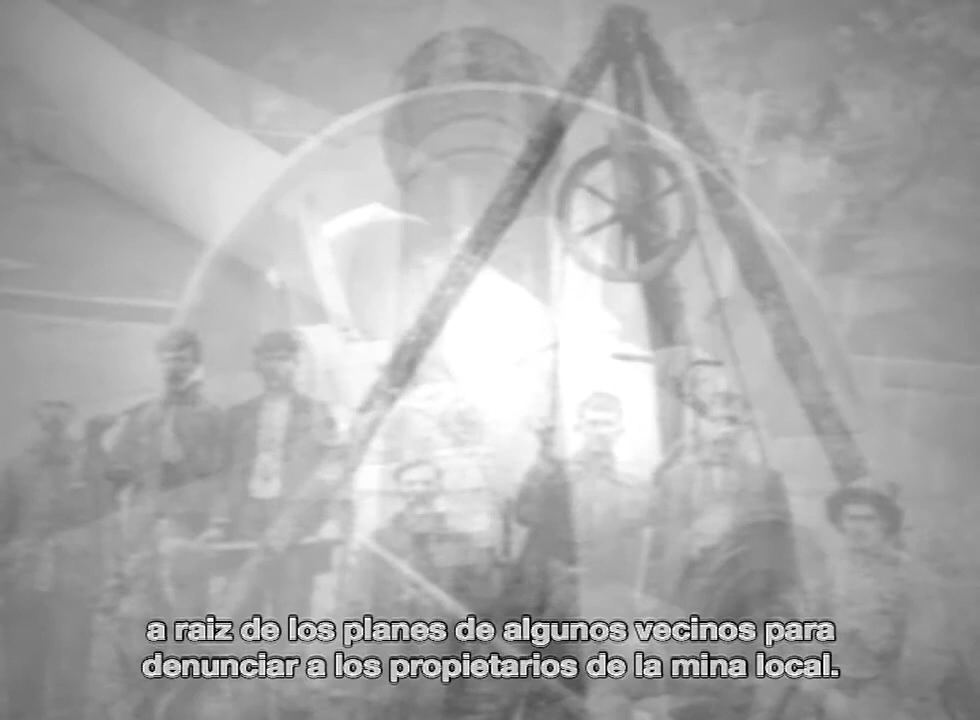 a raiz de los planes de algunos vecinos para
denunciar a los propietarios de la mina local.